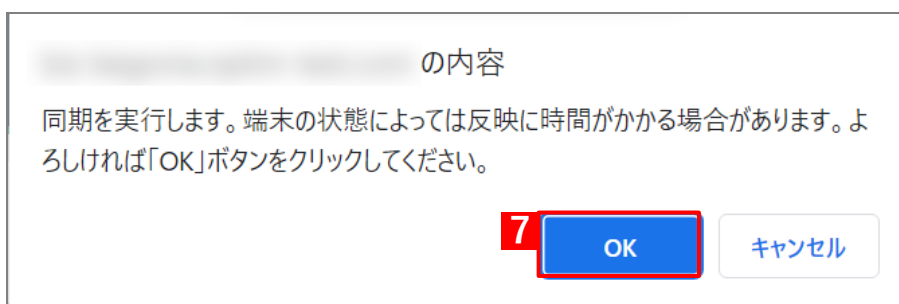 の内容
同期を実行します。端末の状態によっては反映に時間がかかる場合があります。よ
ろしければ「OK」ボタンをクリックしてください。
7
OK
キャンセル